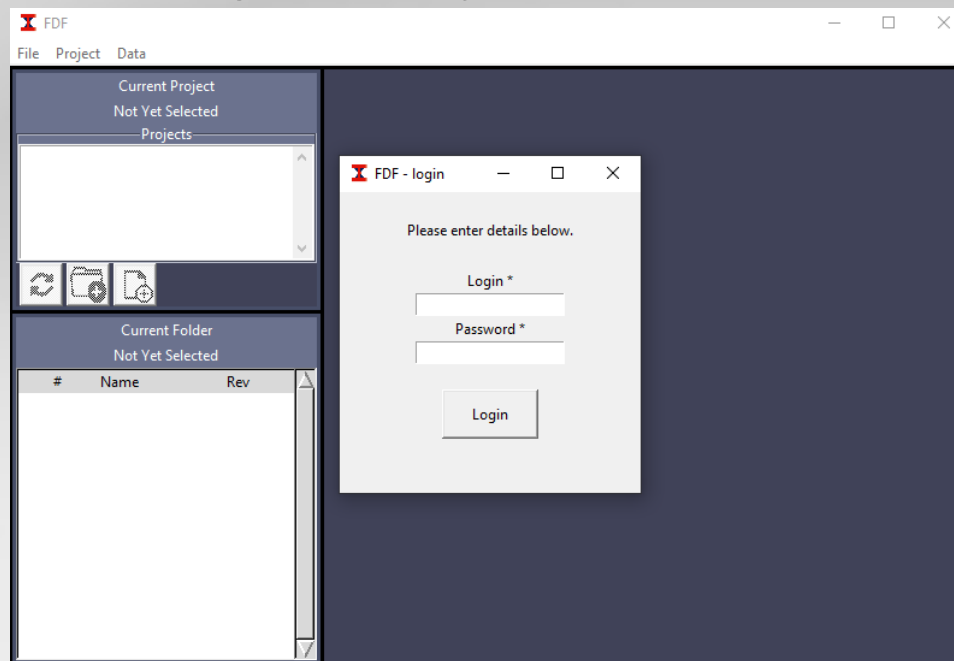 FDF
File Project Data
Current Project
Not Yet Selected
Projects
Current Folder
Not Yet Selected
# Name Rev
FDF - login
Please enter details below.
Login *
Password *
Login